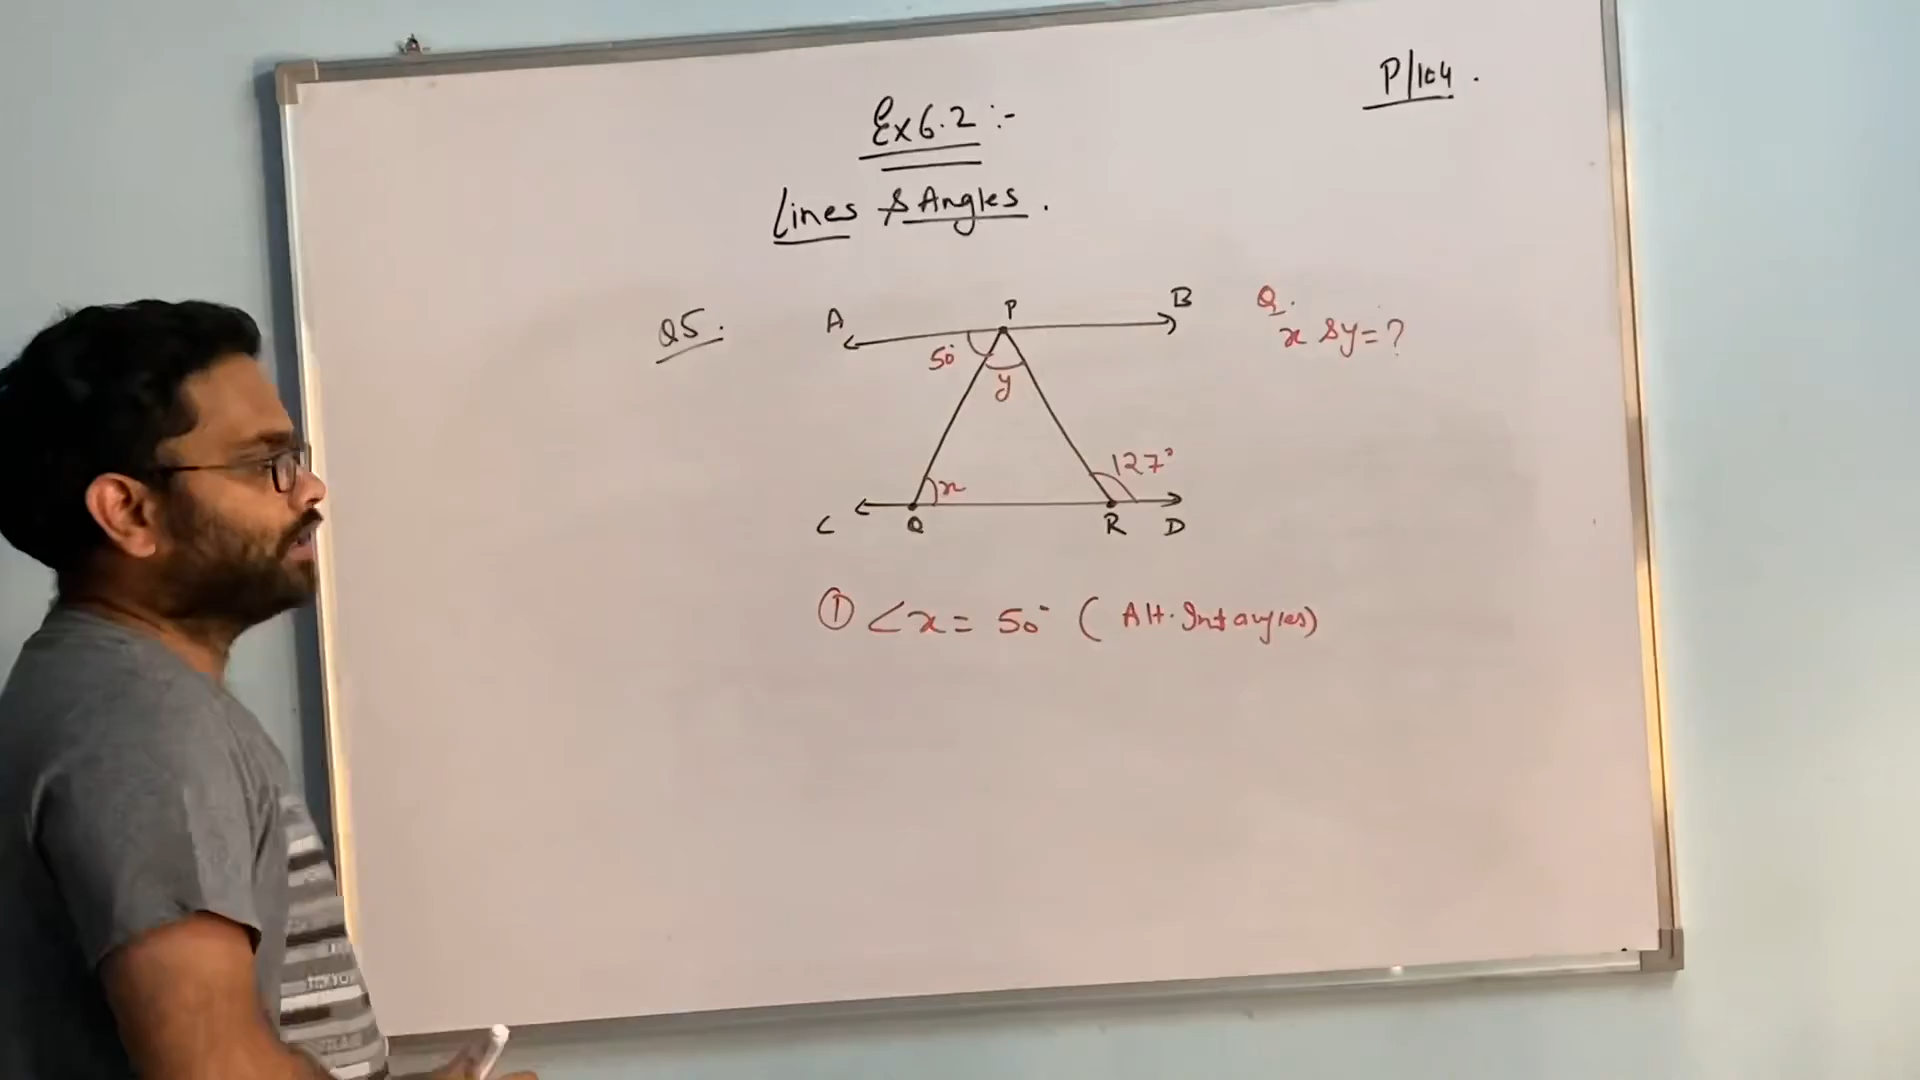 P/104.
Ex 6.2 :-
Lines & Angles.
Q5.
A P B
50° y
127°
x
C Q R D
Q.
x & y = ?
① ∠x = 50° ( Alt. Int angles)